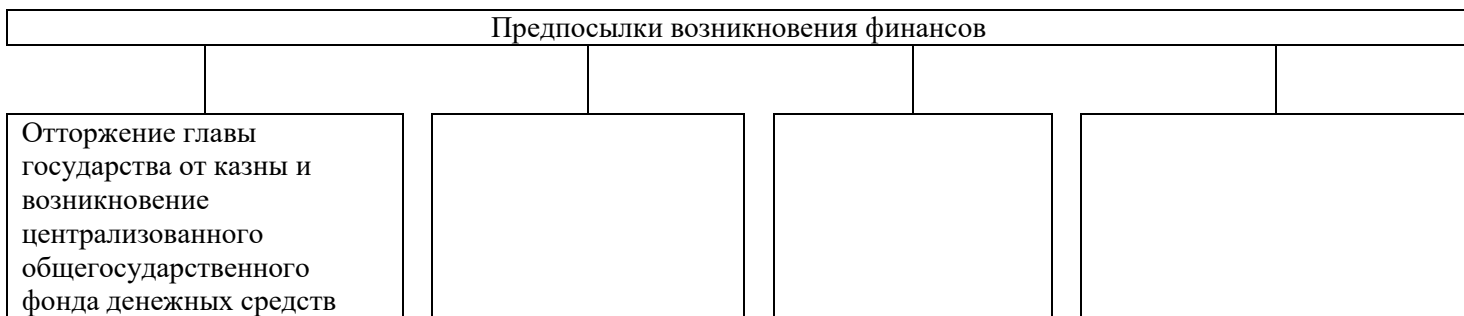 Предпосылки возникновения финансов
Отторжение главы
государства от казны и
возникновение
централизованного
общегосударственного
фонда денежных средств